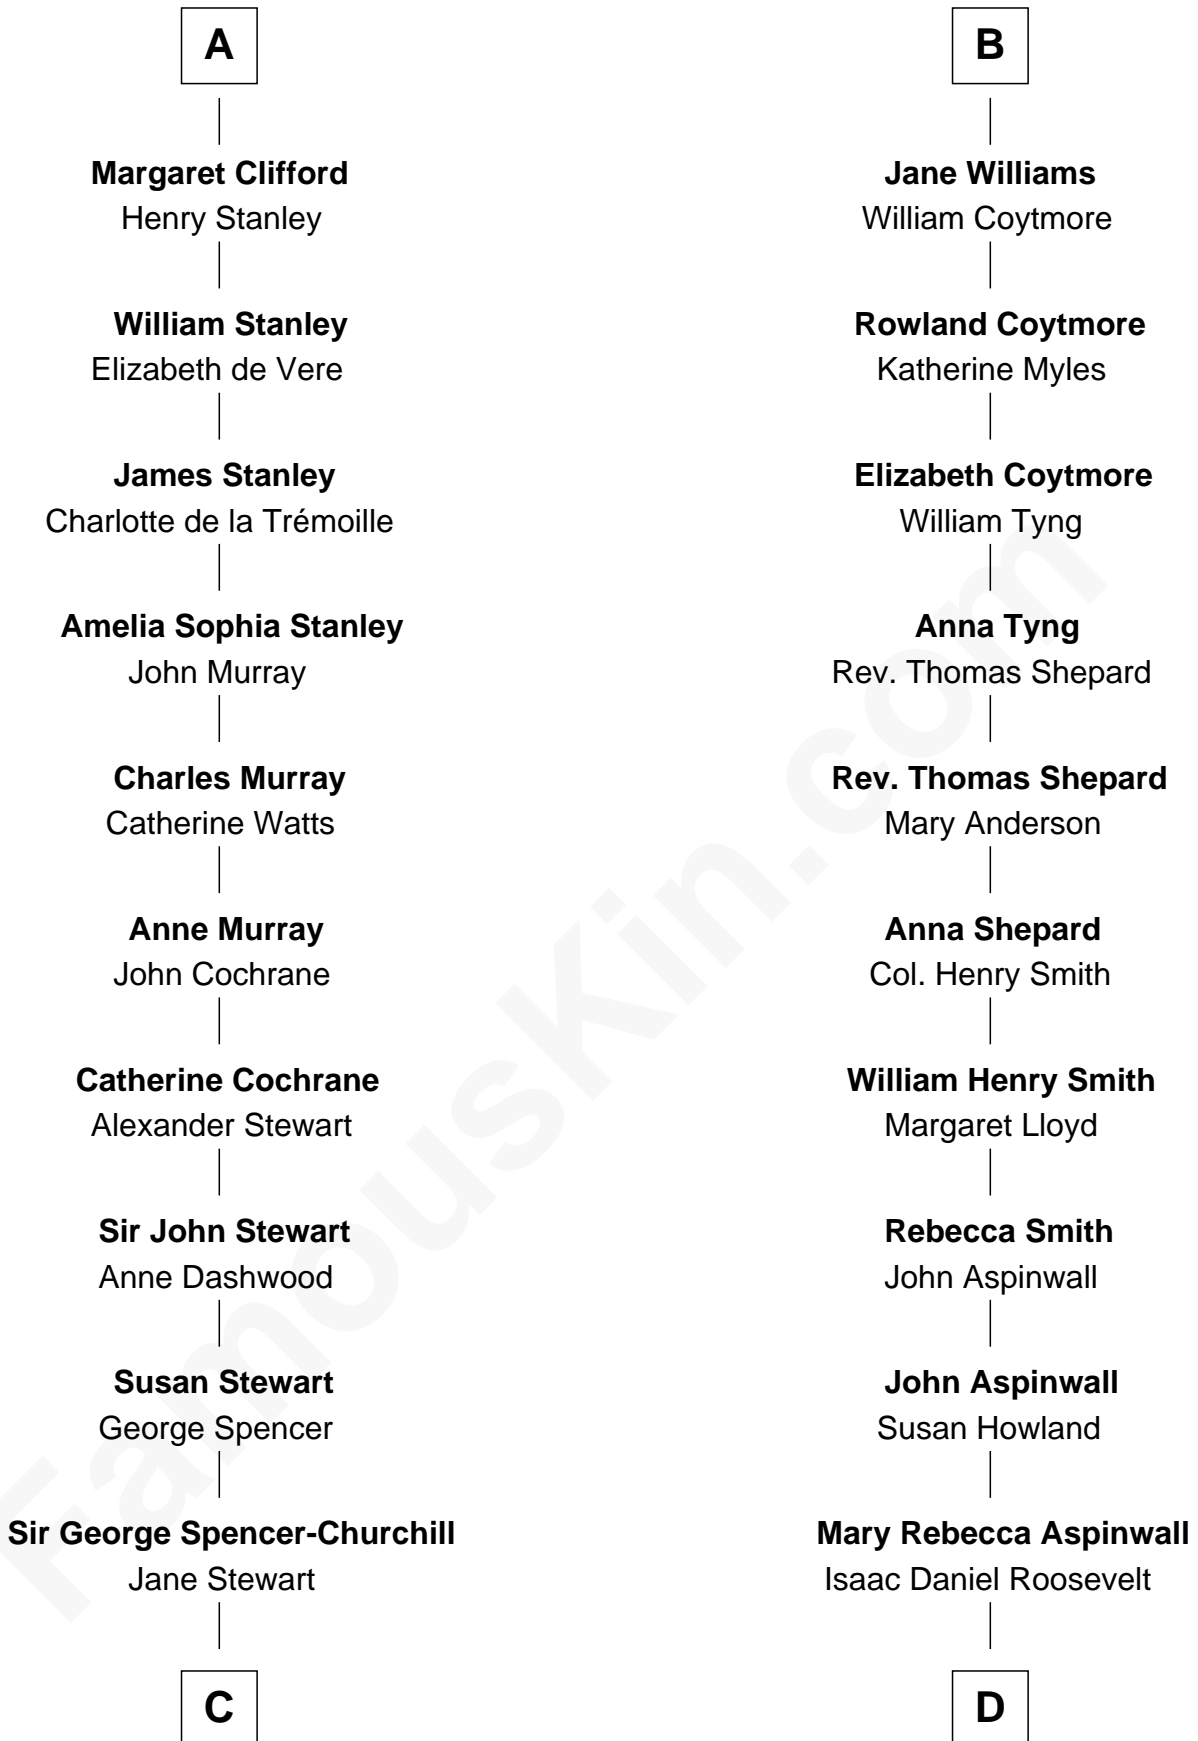 A
Margaret Clifford
Henry Stanley
William Stanley
Elizabeth de Vere
James Stanley
Charlotte de la Trémoille
Amelia Sophia Stanley
John Murray
Charles Murray
Catherine Watts
Anne Murray
John Cochrane
Catherine Cochrane
Alexander Stewart
Sir John Stewart
Anne Dashwood
Susan Stewart
George Spencer
Sir George Spencer-Churchill
Jane Stewart
C
B
Jane Williams
William Coytmore
Rowland Coytmore
Katherine Myles
Elizabeth Coytmore
William Tyng
Anna Tyng
Rev. Thomas Shepard
Rev. Thomas Shepard
Mary Anderson
Anna Shepard
Col. Henry Smith
William Henry Smith
Margaret Lloyd
Rebecca Smith
John Aspinwall
John Aspinwall
Susan Howland
Mary Rebecca Aspinwall
Isaac Daniel Roosevelt
D
FamousKin.com